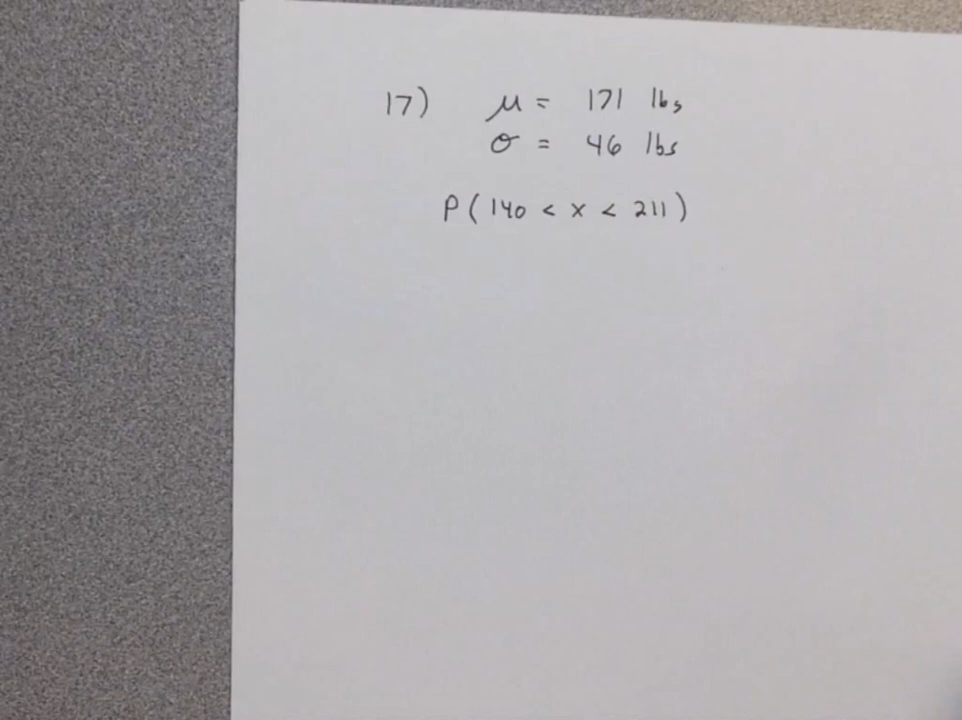 17) μ = 171 lbs
σ = 46 lbs
P(140 < x < 211)